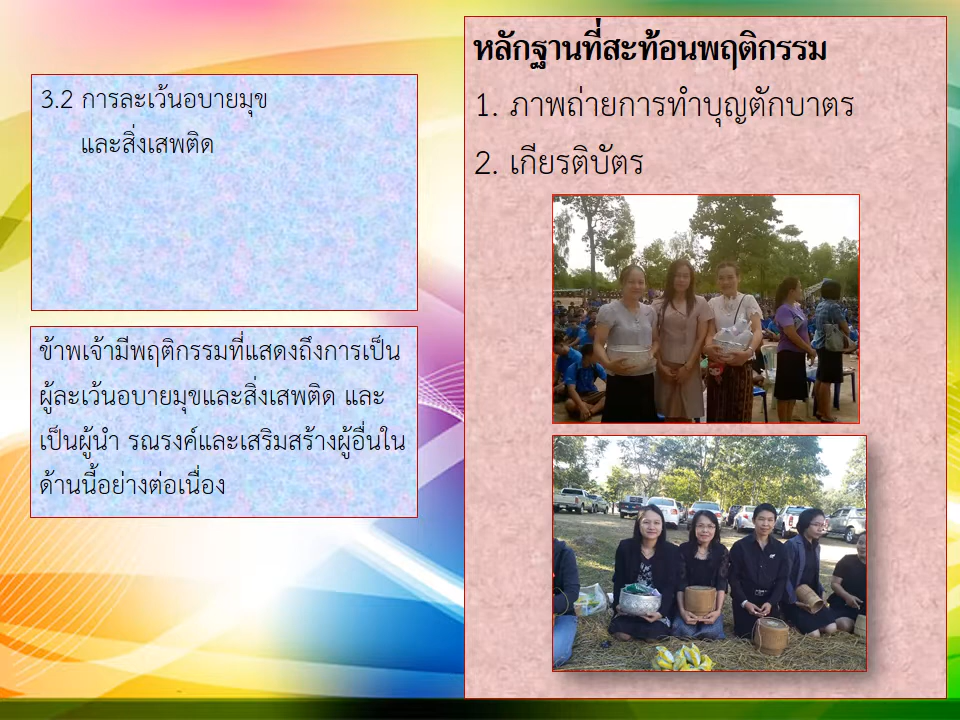 3.2 การละเว้นอบายมุข
และสิ่งเสพติด
ข้าพเจ้ามีพฤติกรรมที่แสดงถึงการเป็น
ผู้ละเว้นอบายมุขและสิ่งเสพติด และ
เป็นผู้นำ รณรงค์และเสริมสร้างผู้อื่นใน
ด้านนี้อย่างต่อเนื่อง
หลักฐานที่สะท้อนพฤติกรรม
1. ภาพถ่ายการทำบุญตักบาตร
2. เกียรติบัตร